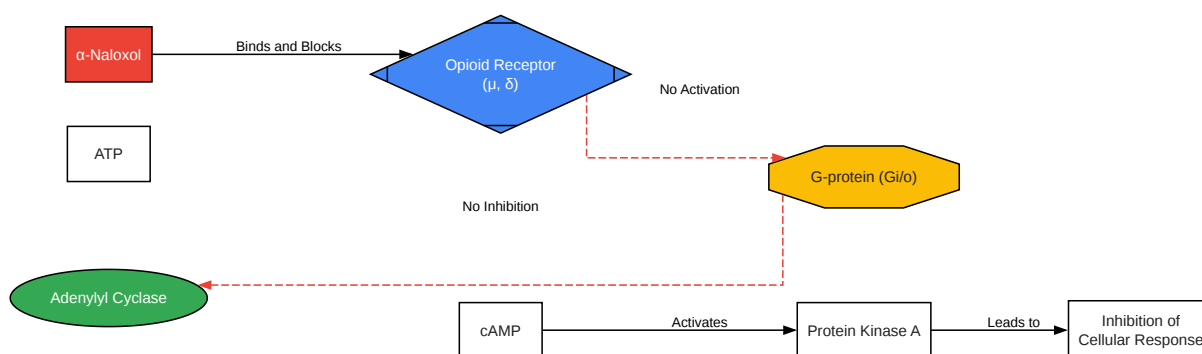 α-Naloxol
Binds and Blocks
Opioid Receptor
(μ, δ)
No Activation
ATP
G-protein (Gi/o)
No Inhibition
Adenylyl Cyclase
cAMP
Activates
Protein Kinase A
Leads to
Inhibition of
Cellular Response